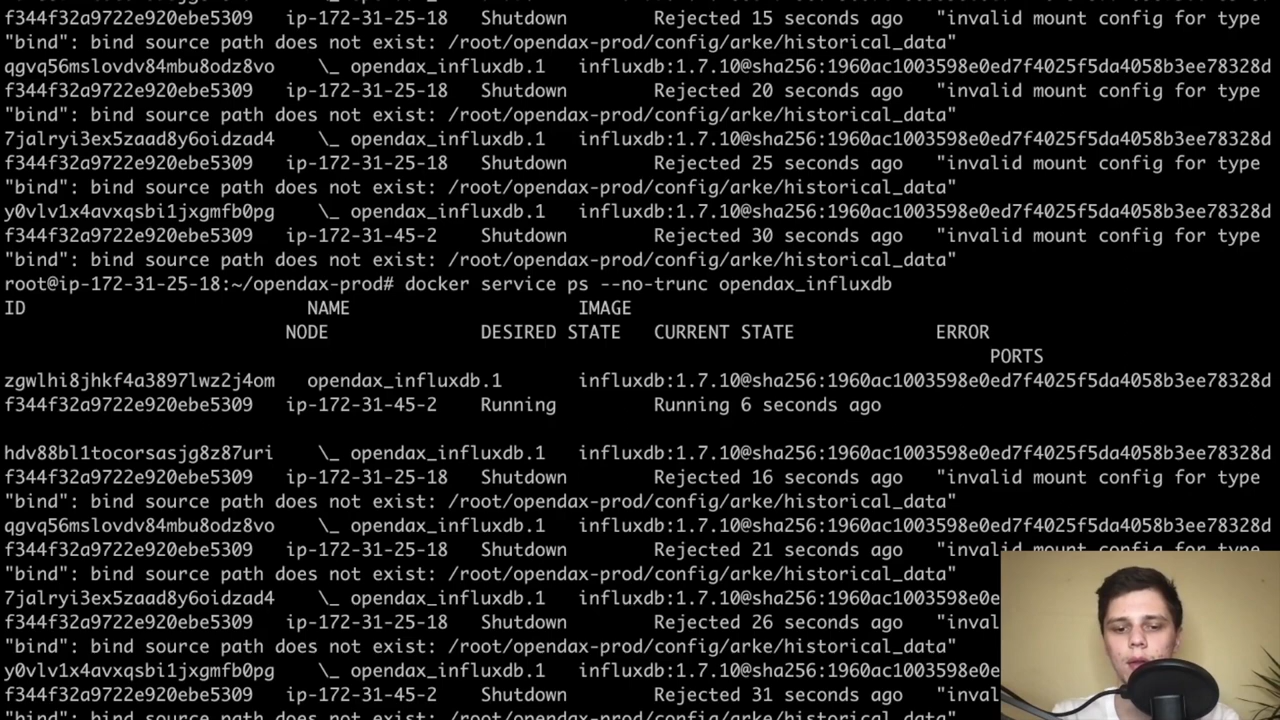 f344f32a9722e920ebe5309 ip-172-31-25-18 Shutdown Rejected 15 seconds ago "invalid mount config for type
"bind": bind source path does not exist: /root/opendax-prod/config/arke/historical_data"
qgvq56mslovdv84mbu8odz8vo \_ opendax_influxdb.1 influxdb:1.7.10@sha256:1960ac1003598e0ed7f4025f5da4058b3ee78328d
f344f32a9722e920ebe5309 ip-172-31-25-18 Shutdown Rejected 20 seconds ago "invalid mount config for type
"bind": bind source path does not exist: /root/opendax-prod/config/arke/historical_data"
7jalryi3ex5zaad8y6oidzad4 \_ opendax_influxdb.1 influxdb:1.7.10@sha256:1960ac1003598e0ed7f4025f5da4058b3ee78328d
f344f32a9722e920ebe5309 ip-172-31-25-18 Shutdown Rejected 25 seconds ago "invalid mount config for type
"bind": bind source path does not exist: /root/opendax-prod/config/arke/historical_data"
y0vlv1x4avxqsbi1jxgmfb0pg \_ opendax_influxdb.1 influxdb:1.7.10@sha256:1960ac1003598e0ed7f4025f5da4058b3ee78328d
f344f32a9722e920ebe5309 ip-172-31-45-2 Shutdown Rejected 30 seconds ago "invalid mount config for type
"bind": bind source path does not exist: /root/opendax-prod/config/arke/historical_data"
root@ip-172-31-25-18:~/opendax-prod# docker service ps --no-trunc opendax_influxdb
ID NAME IMAGE
NODE DESIRED STATE CURRENT STATE ERROR
PORTS
zgwlhi8jhkf4a3897lwz2j4om opendax_influxdb.1 influxdb:1.7.10@sha256:1960ac1003598e0ed7f4025f5da4058b3ee78328d
f344f32a9722e920ebe5309 ip-172-31-45-2 Running Running 6 seconds ago
hdv88bl1tocorsasjg8z87uri \_ opendax_influxdb.1 influxdb:1.7.10@sha256:1960ac1003598e0ed7f4025f5da4058b3ee78328d
f344f32a9722e920ebe5309 ip-172-31-25-18 Shutdown Rejected 16 seconds ago "invalid mount config for type
"bind": bind source path does not exist: /root/opendax-prod/config/arke/historical_data"
qgvq56mslovdv84mbu8odz8vo \_ opendax_influxdb.1 influxdb:1.7.10@sha256:1960ac1003598e0ed7f4025f5da4058b3ee78328d
f344f32a9722e920ebe5309 ip-172-31-25-18 Shutdown Rejected 21 seconds ago "invalid mount config for type
"bind": bind source path does not exist: /root/opendax-prod/config/arke/historical_data"
7jalryi3ex5zaad8y6oidzad4 \_ opendax_influxdb.1 influxdb:1.7.10@sha256:1960ac1003598e0
f344f32a9722e920ebe5309 ip-172-31-25-18 Shutdown Rejected 26 seconds ago "inval
"bind": bind source path does not exist: /root/opendax-prod/config/arke/historical_data"
y0vlv1x4avxqsbi1jxgmfb0pg \_ opendax_influxdb.1 influxdb:1.7.10@sha256:1960ac1003598e0
f344f32a9722e920ebe5309 ip-172-31-45-2 Shutdown Rejected 31 seconds ago "inval
"bind": bind source path does not exist: /root/opendax-prod/config/arke/historical_data"